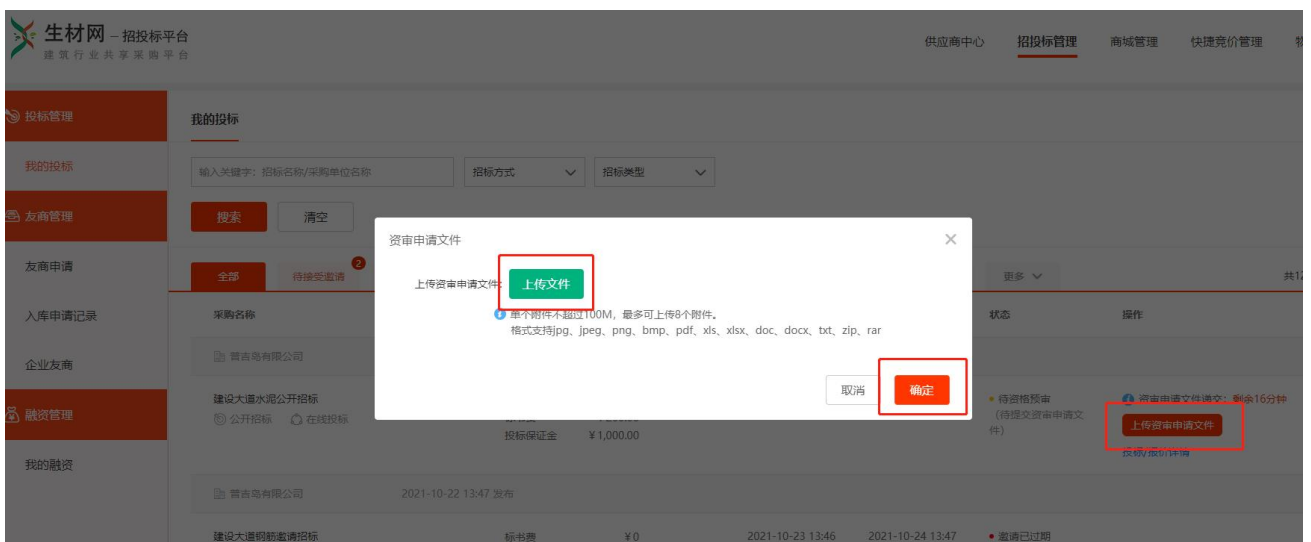 生材网 – 招投标平台
建筑行业共享采购平台
供应商中心 招投标管理 商城管理 快捷竞价管理
投标管理
我的投标
我的投标
输入关键字：招标名称/采购单位名称 招标方式 招标类型
友商管理
搜索 清空
资审申请文件
友商申请
全部 待接受邀请 2
上传资审申请文件: 上传文件
更多 共12
单个附件不超过100M，最多可上传8个附件。
格式支持jpg、jpeg、png、bmp、pdf、xls、xlsx、doc、docx、txt、zip、rar
入库申请记录
采购名称 状态 操作
企业友商
取消 确定
建设大道水泥公开招标
公开招标 在线投标
待资格预审
(待提交资审申请文件)
资审申请文件递交：剩余16分钟
上传资审申请文件
投标/报价详情
融资管理
投标保证金 ¥1,000.00
我的融资
2021-10-22 13:47 发布
建设大道钢筋邀请招标 标书费 ¥0 2021-10-23 13:46 2021-10-24 13:47 邀请已过期